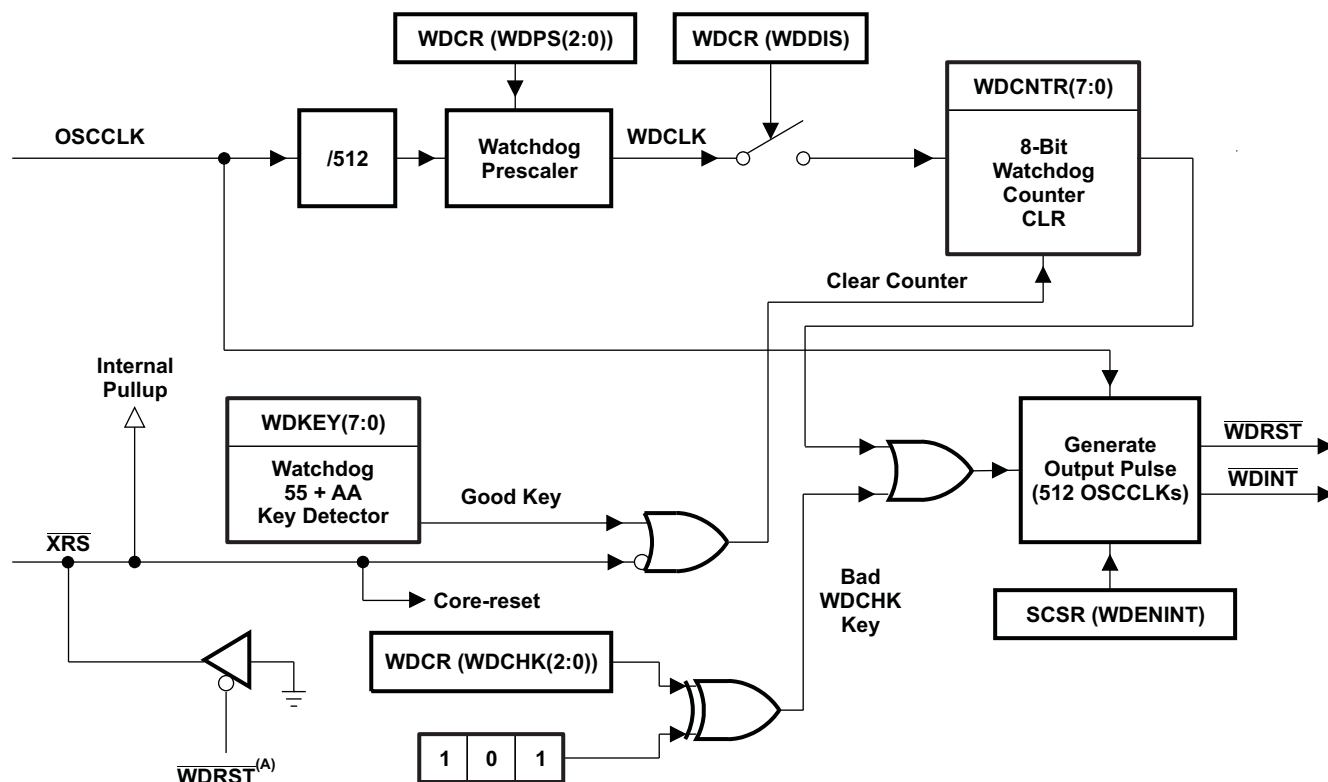 WDCR (WDPS(2:0))
WDCR (WDDIS)
WDCNTR(7:0)
OSCCLK
/512
Watchdog
Prescaler
WDCLK
8-Bit
Watchdog
Counter
CLR
Clear Counter
Internal
Pullup
WDKEY(7:0)
Watchdog
55 + AA
Key Detector
Good Key
Generate
Output Pulse
(512 OSCCLKs)
WDRST
WDINT
XRS
Core-reset
Bad
WDCHK
Key
SCSR (WDENINT)
WDCR (WDCHK(2:0))
1 0 1
WDRST(A)